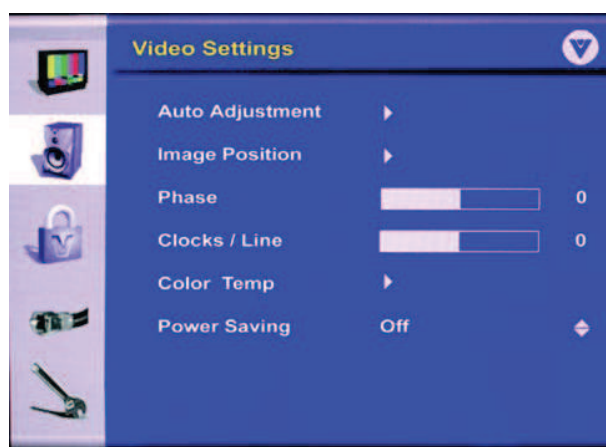 Video Settings
Auto Adjustment
Image Position
Phase 0
Clocks / Line 0
Color Temp
Power Saving Off